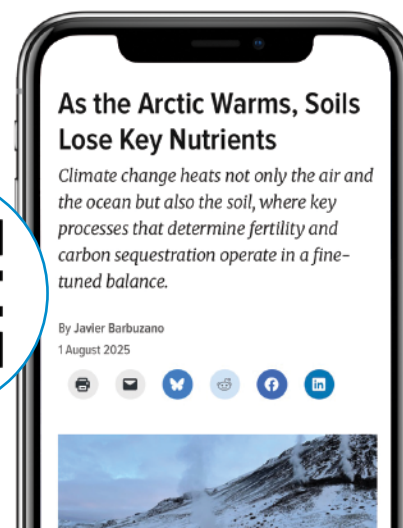 As the Arctic Warms, Soils
Lose Key Nutrients
Climate change heats not only the air and
the ocean but also the soil, where key
processes that determine fertility and
carbon sequestration operate in a fine-
tuned balance.
By Javier Barbuzano
1 August 2025
in